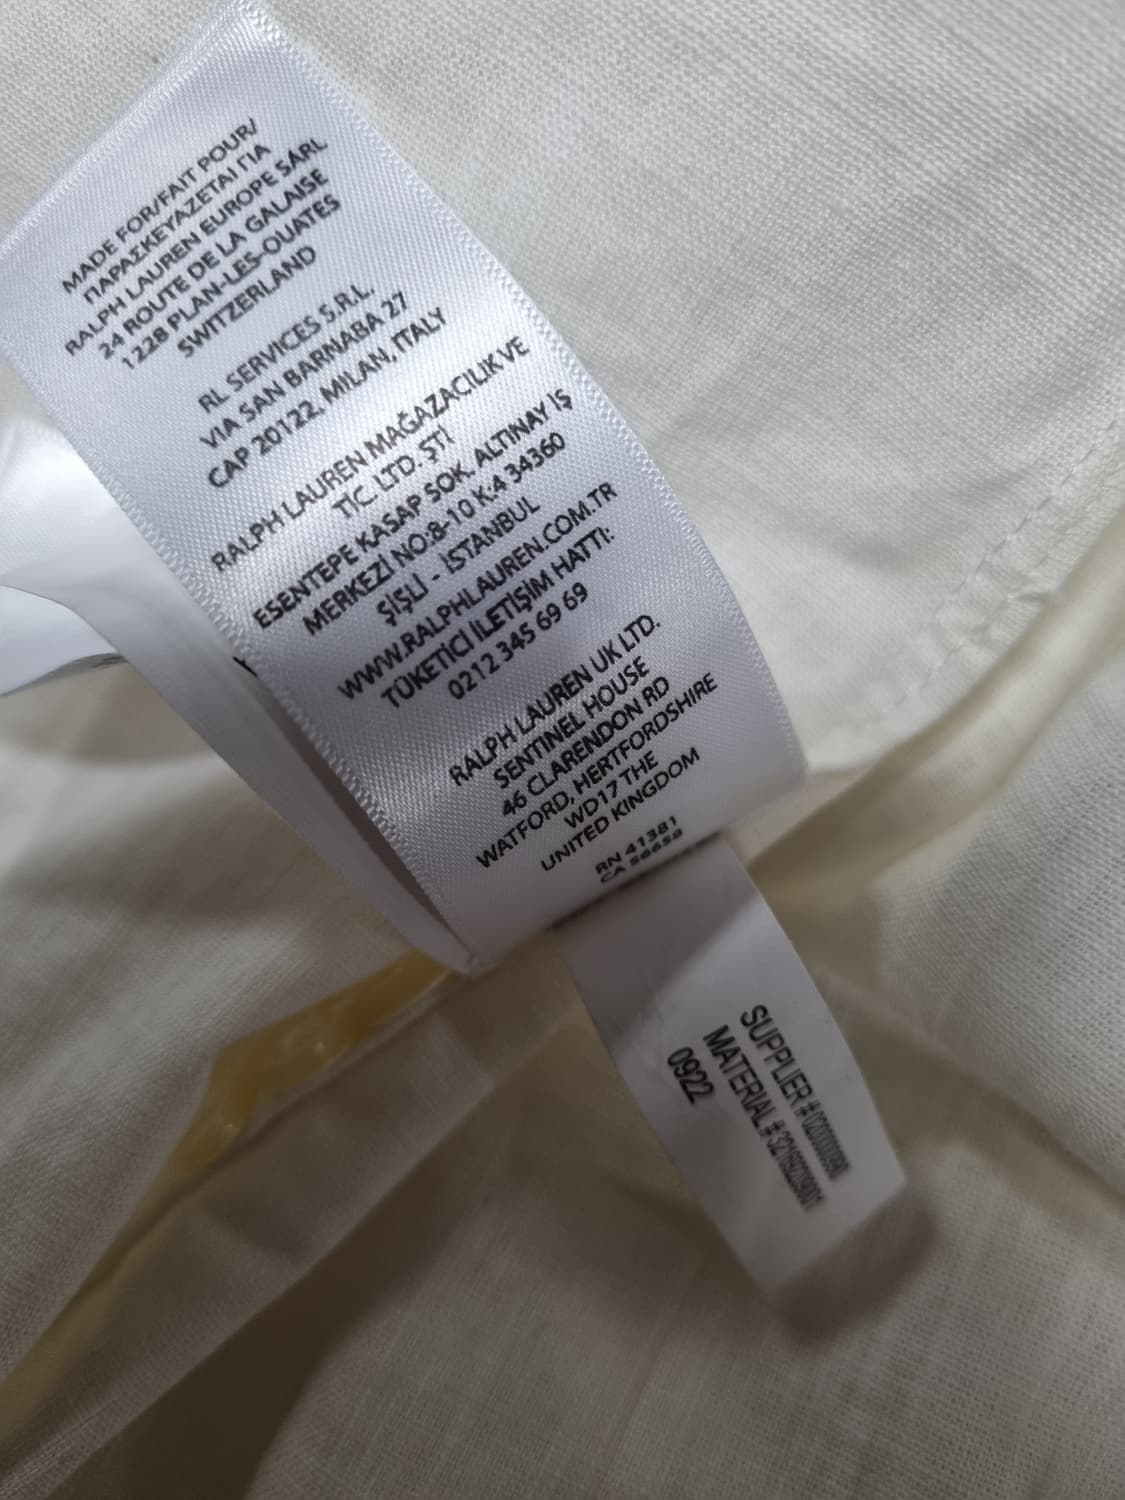 MADE FOR/FAIT POUR/
ΠΑΡΑΣΚΕΥΑΖΕΤΑΙ ΓΙΑ
RALPH LAUREN EUROPE SÀRL
24 ROUTE DE LA GALAISE
1228 PLAN-LES-OUATES
SWITZERLAND
RL SERVICES S.R.L.
VIA SAN BARNABA 27
CAP 20122, MILAN, ITALY
RALPH LAUREN MAĞAZACILIK VE
TİC. LTD. ŞTİ
ESENTEPE KASAP SOK. ALTINAY İŞ
MERKEZİ NO:8-10 K:4 34360
ŞİŞLİ - İSTANBUL
WWW.RALPHLAUREN.COM.TR
TÜKETİCİ İLETİŞİM HATTI:
0212 345 69 69
RALPH LAUREN UK LTD.
SENTINEL HOUSE
46 CLARENDON RD
WATFORD, HERTFORDSHIRE
WD17 THE
UNITED KINGDOM
RN 41381
CA 56658
SUPPLIER #
MATERIAL #
0922